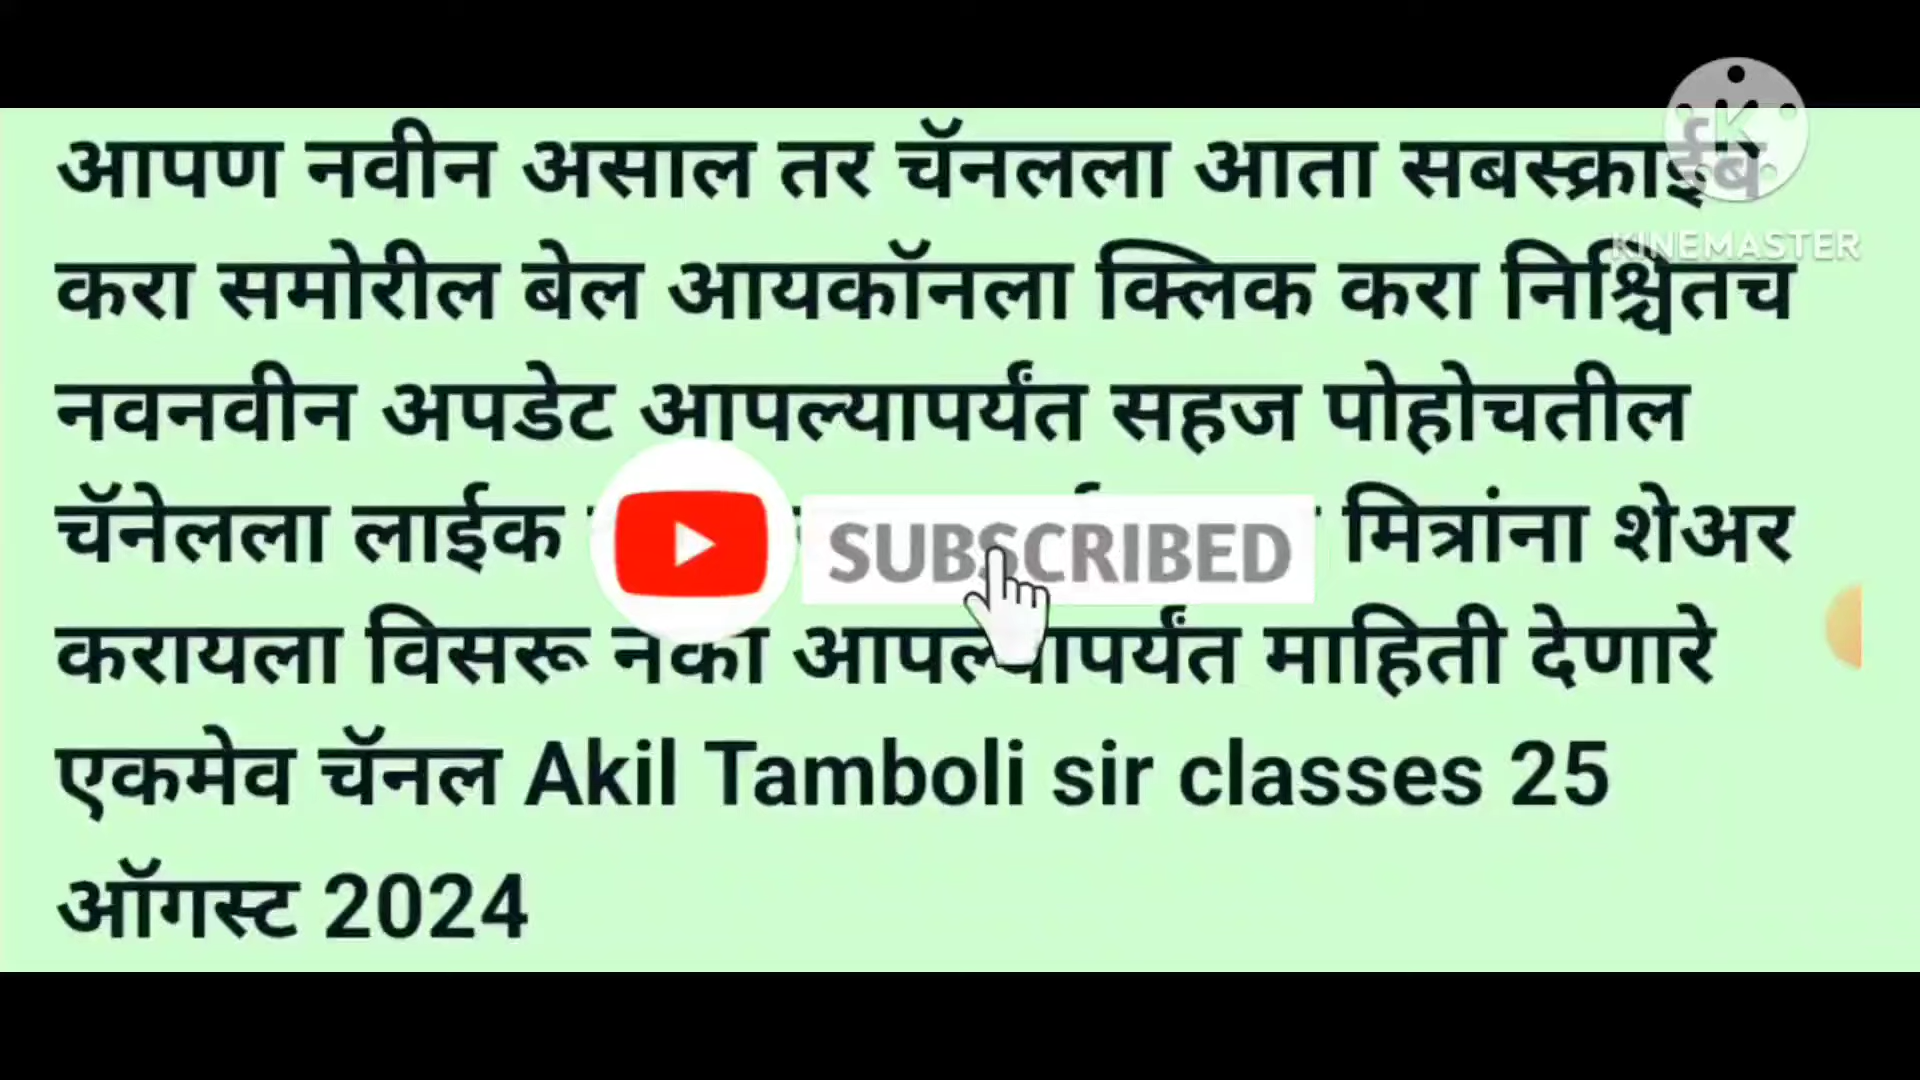 आपण नवीन असाल तर चॅनलला आता सबस्क्राईब
KINEMASTER
करा समोरील बेल आयकॉनला क्लिक करा निश्चितच
नवनवीन अपडेट आपल्यापर्यंत सहज पोहोचतील
चॅनेलला लाईक मित्रांना शेअर
SUBSCRIBED
करायला विसरू नका आपल्यापर्यंत माहिती देणारे
एकमेव चॅनल Akil Tamboli sir classes 25
ऑगस्ट 2024